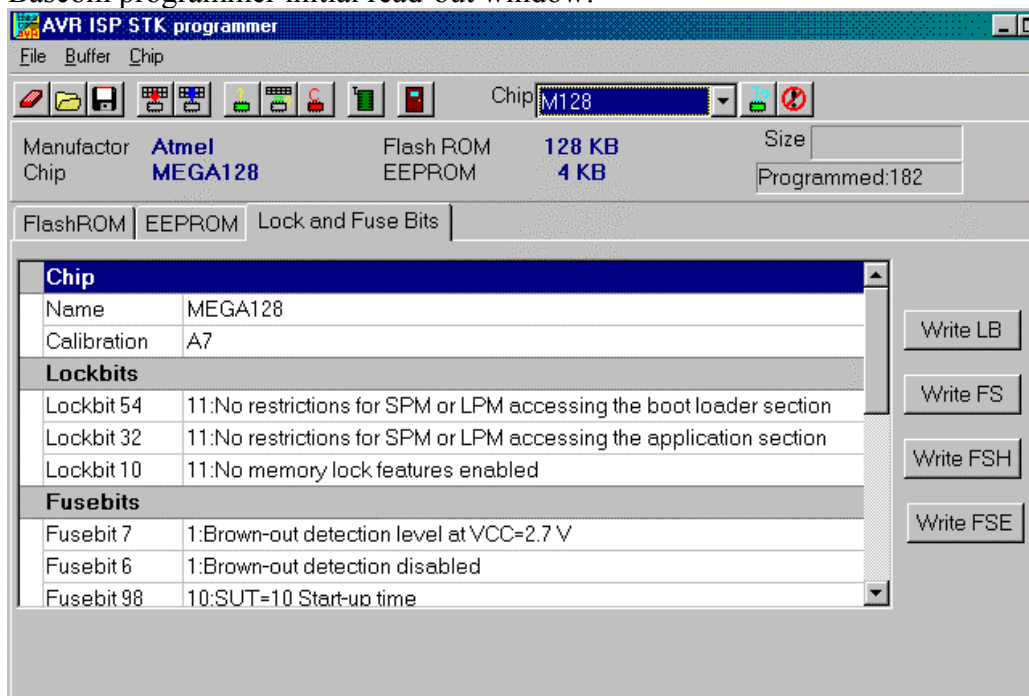 Bascom programmer initial read-out window:
AVR ISP STK programmer
File Buffer Chip
Chip M128
Manufactor Atmel Flash ROM 128 KB Size
Chip MEGA128 EEPROM 4 KB Programmed:182
FlashROM EEPROM Lock and Fuse Bits
Chip
Name MEGA128
Calibration A7
Write LB
Lockbits
Lockbit 54 11:No restrictions for SPM or LPM accessing the boot loader section
Write FS
Lockbit 32 11:No restrictions for SPM or LPM accessing the application section
Lockbit 10 11:No memory lock features enabled
Write FSH
Fusebits
Fusebit 7 1:Brown-out detection level at VCC=2.7 V
Write FSE
Fusebit 6 1:Brown-out detection disabled
Fusebit 98 10:SUT=10 Start-up time